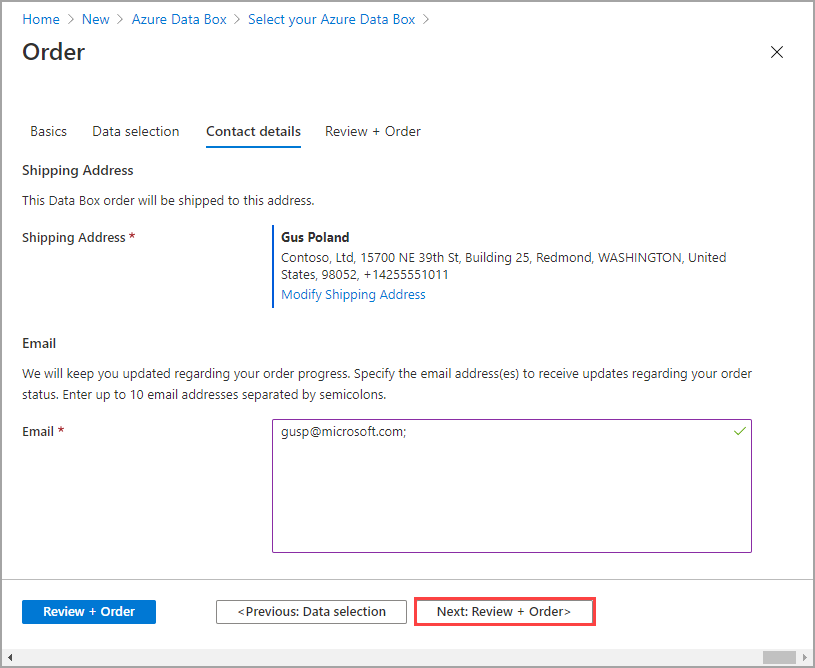 Home > New > Azure Data Box > Select your Azure Data Box >
Order
Basics Data selection Contact details Review + Order
Shipping Address
This Data Box order will be shipped to this address.
Shipping Address *
Gus Poland
Contoso, Ltd, 15700 NE 39th St, Building 25, Redmond, WASHINGTON, United
States, 98052, +14255551011
Modify Shipping Address
Email
We will keep you updated regarding your order progress. Specify the email address(es) to receive updates regarding your order
status. Enter up to 10 email addresses separated by semicolons.
Email *
gusp@microsoft.com;
Review + Order <Previous: Data selection Next: Review + Order>